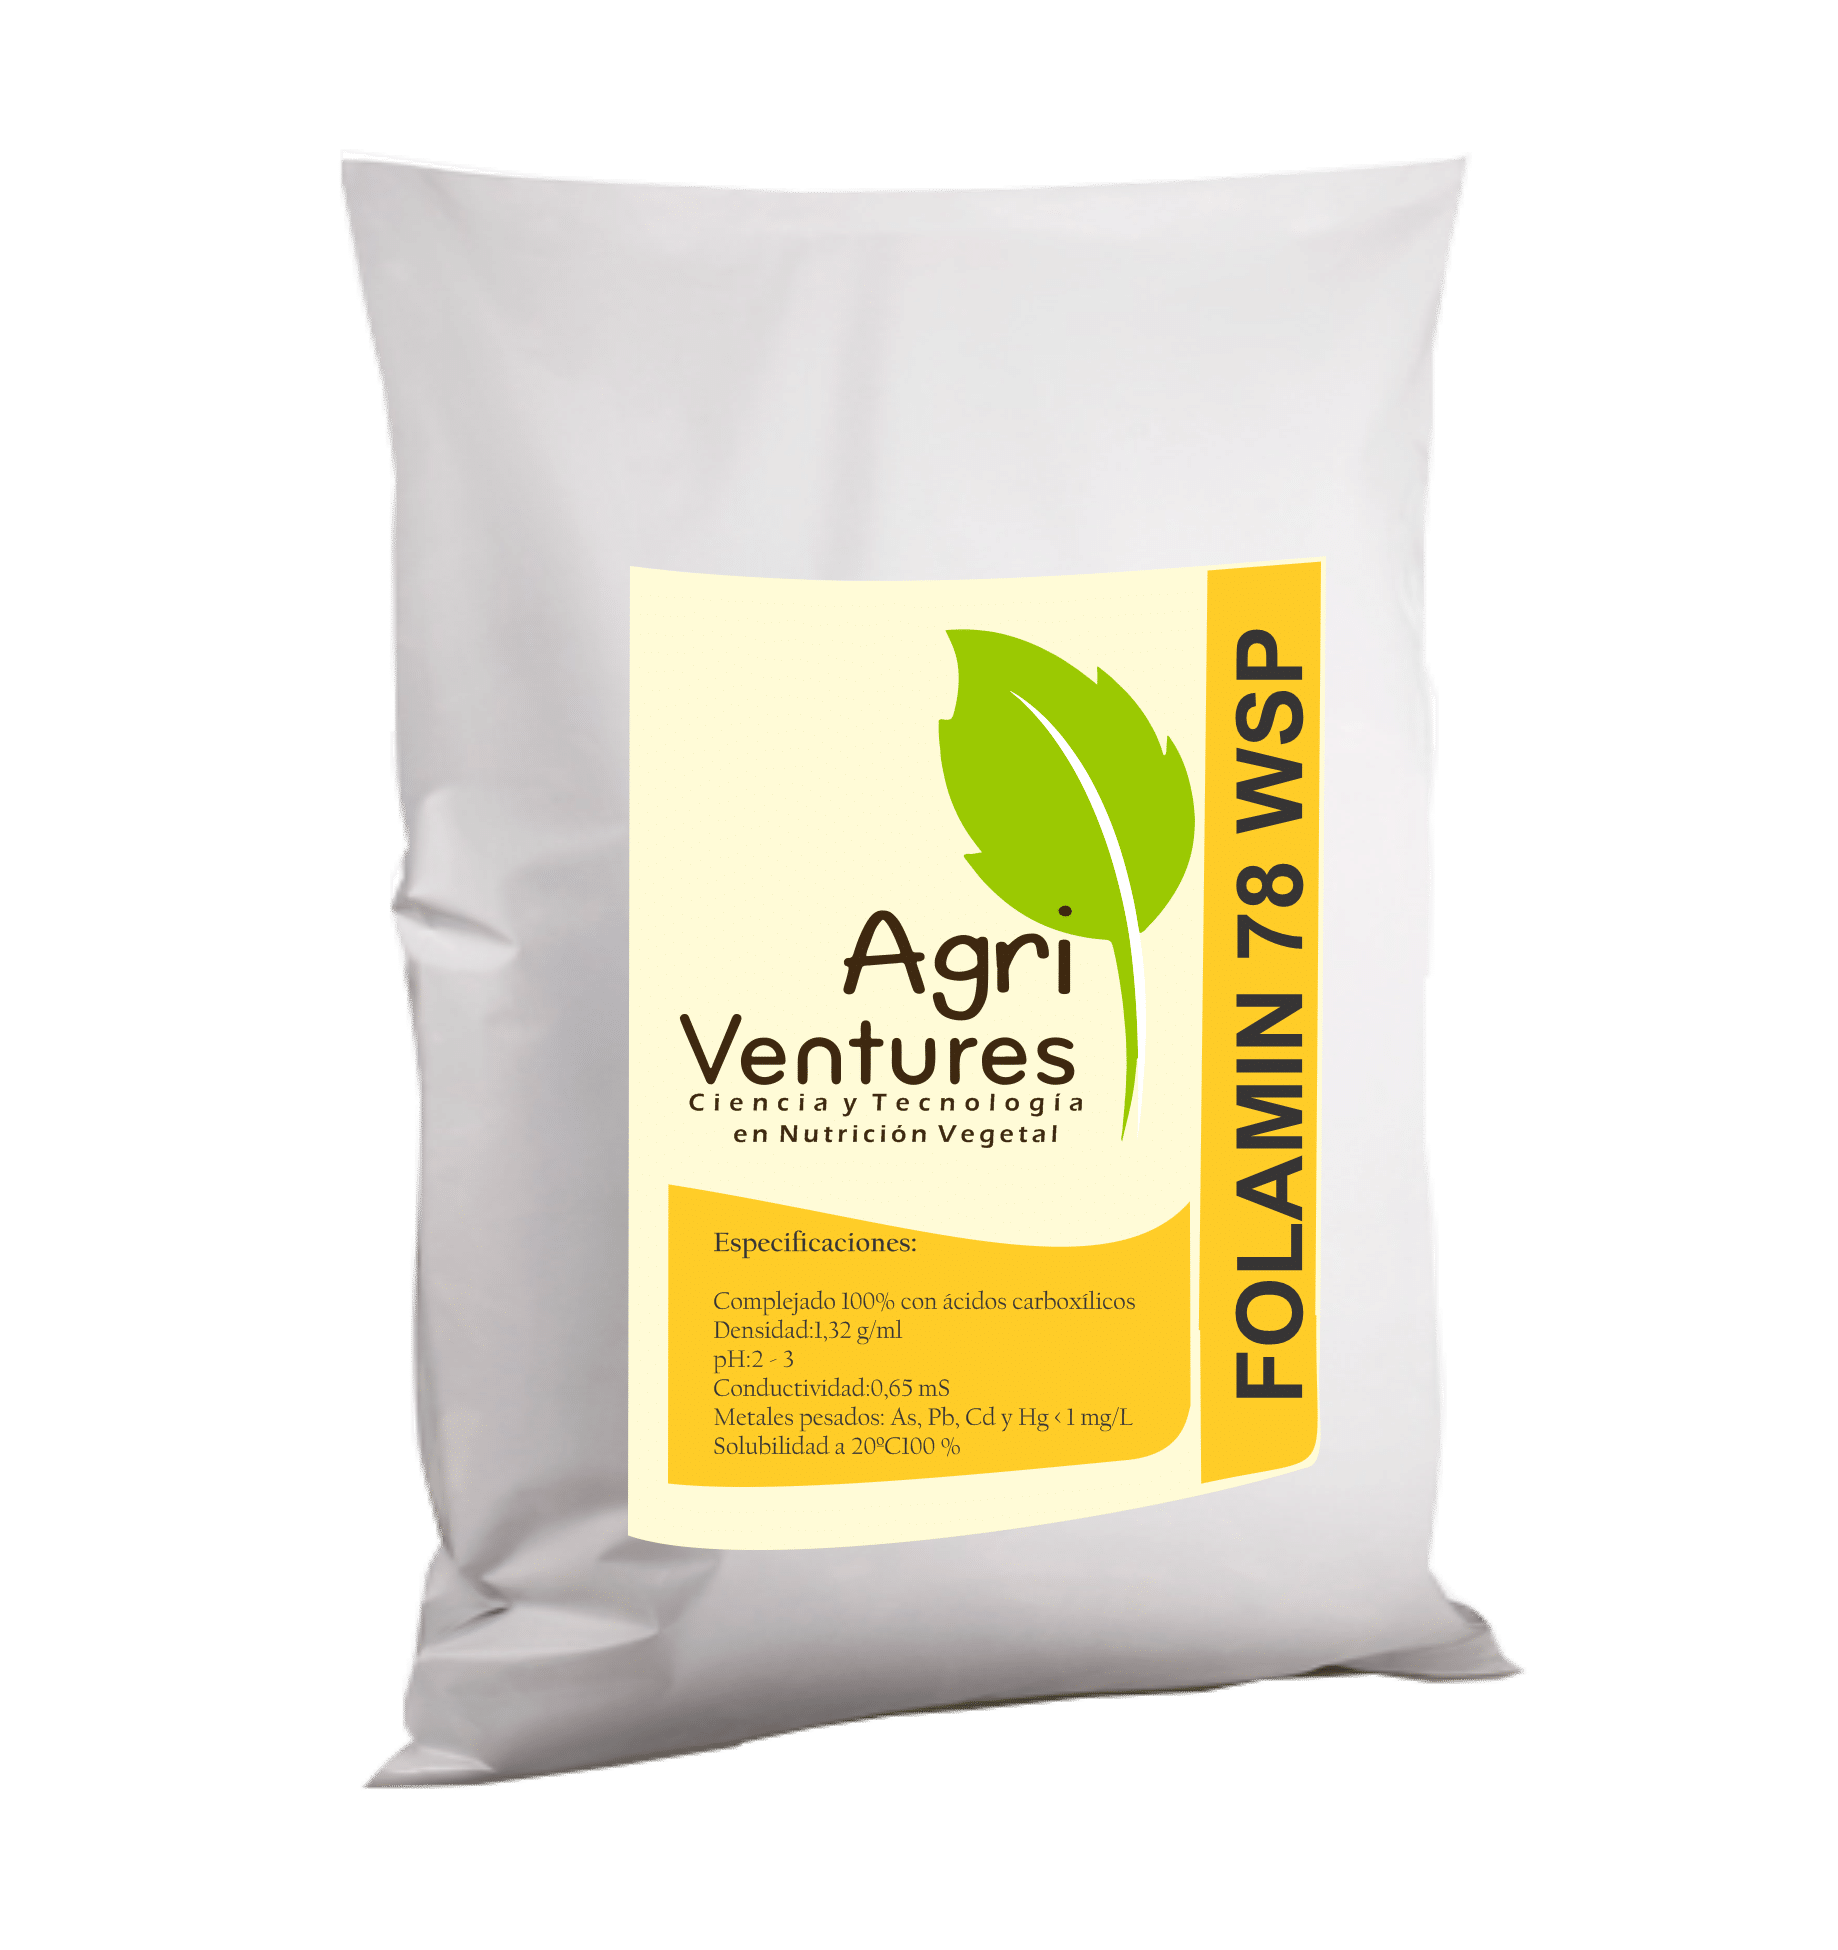 Agri
Ventures
Ciencia y Tecnología
en Nutrición Vegetal
FOLAMIN 78 WSP
Especificaciones:
Complejado 100% con ácidos carboxílicos
Densidad:1,32 g/ml
pH:2 - 3
Conductividad:0,65 mS
Metales pesados: As, Pb, Cd y Hg < 1 mg/L
Solubilidad a 20ºC100 %